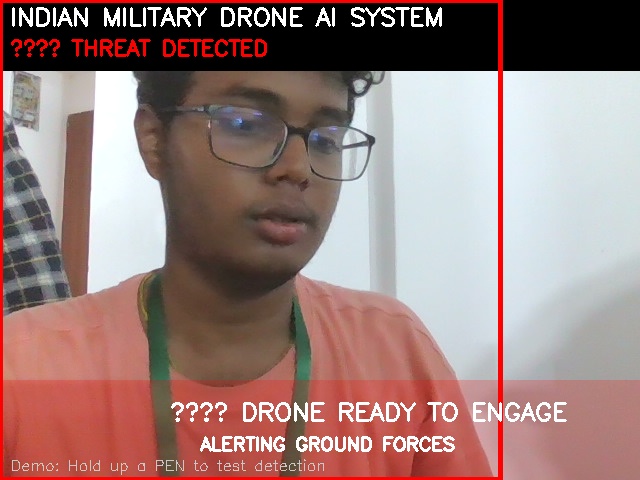 INDIAN MILITARY DRONE AI SYSTEM
???? THREAT DETECTED
???? DRONE READY TO ENGAGE
ALERTING GROUND FORCES
Demo: Hold up a PEN to test detection